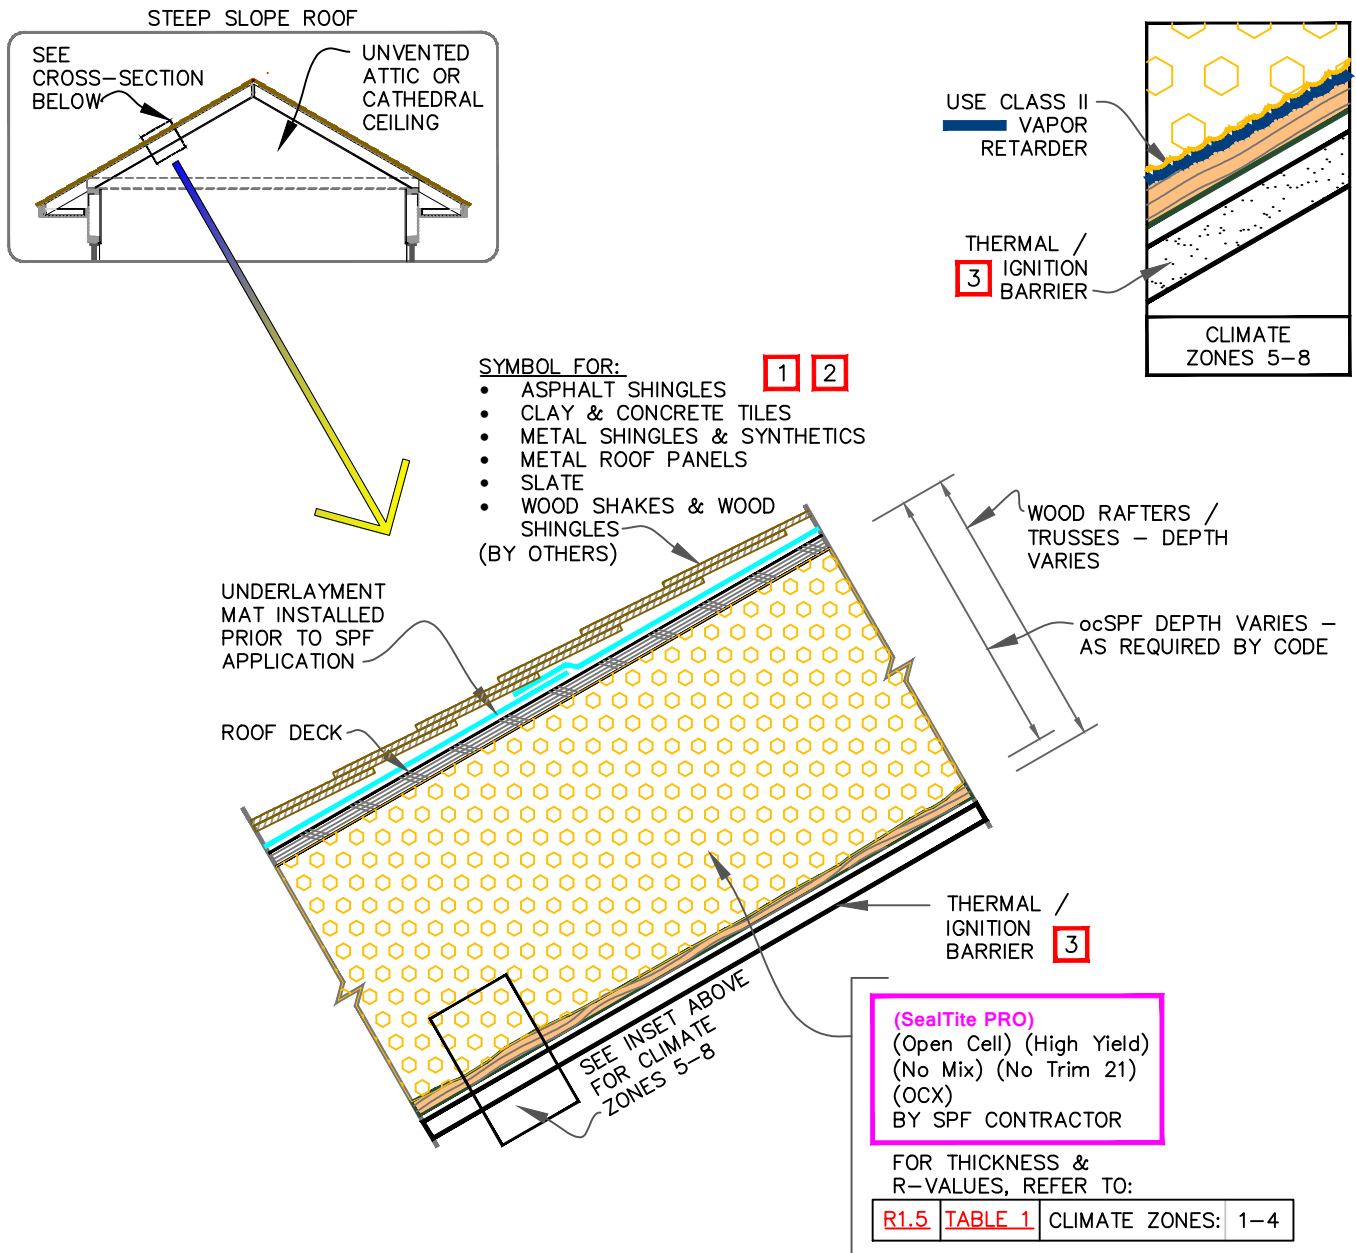 STEEP SLOPE ROOF
SEE
CROSS-SECTION
BELOW
UNVENTED
ATTIC OR
CATHEDRAL
CEILING
USE CLASS II
VAPOR
RETARDER
THERMAL /
3 IGNITION
BARRIER
CLIMATE
ZONES 5-8
SYMBOL FOR:
1 2
• ASPHALT SHINGLES
• CLAY & CONCRETE TILES
• METAL SHINGLES & SYNTHETICS
• METAL ROOF PANELS
• SLATE
• WOOD SHAKES & WOOD
SHINGLES
(BY OTHERS)
WOOD RAFTERS /
TRUSSES - DEPTH
VARIES
ocSPF DEPTH VARIES -
AS REQUIRED BY CODE
UNDERLAYMENT
MAT INSTALLED
PRIOR TO SPF
APPLICATION
ROOF DECK
THERMAL /
IGNITION
BARRIER 3
SEE INSET ABOVE
FOR CLIMATE
ZONES 5-8
(SealTite PRO)
(Open Cell) (High Yield)
(No Mix) (No Trim 21)
(OCX)
BY SPF CONTRACTOR
FOR THICKNESS &
R-VALUES, REFER TO:
R1.5 TABLE 1 CLIMATE ZONES: 1-4